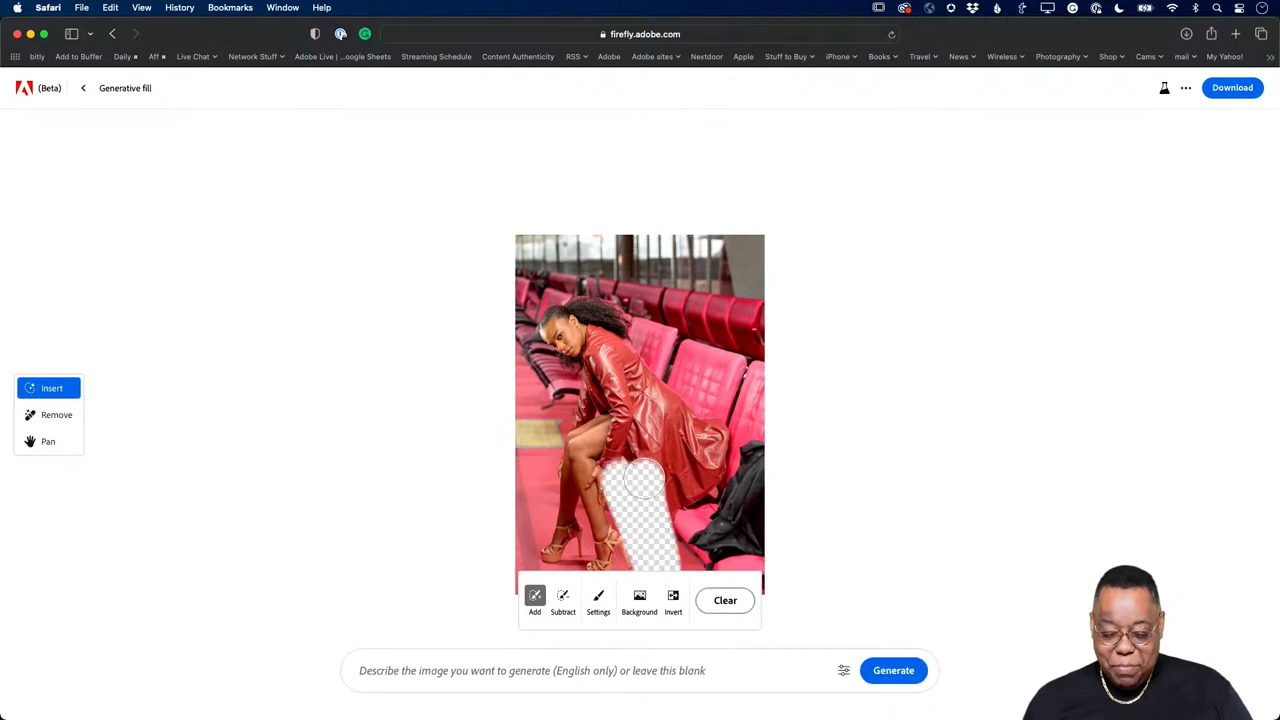 Safari File Edit View History Bookmarks Window Help
firefly.adobe.com
bitly Add to Buffer Daily Aff Live Chat Network Stuff Adobe Live (...oogle Sheets Streaming Schedule Content Authenticity RSS Adobe Adobe sites Nextdoor Apple Stuff to Buy iPhone Books Travel News Wireless Photography Shop Cams mail My Yahoo!
(Beta) Generative fill Download
Insert
Remove
Pan
Add Subtract Settings Background Invert Clear
Describe the image you want to generate (English only) or leave this blank Generate